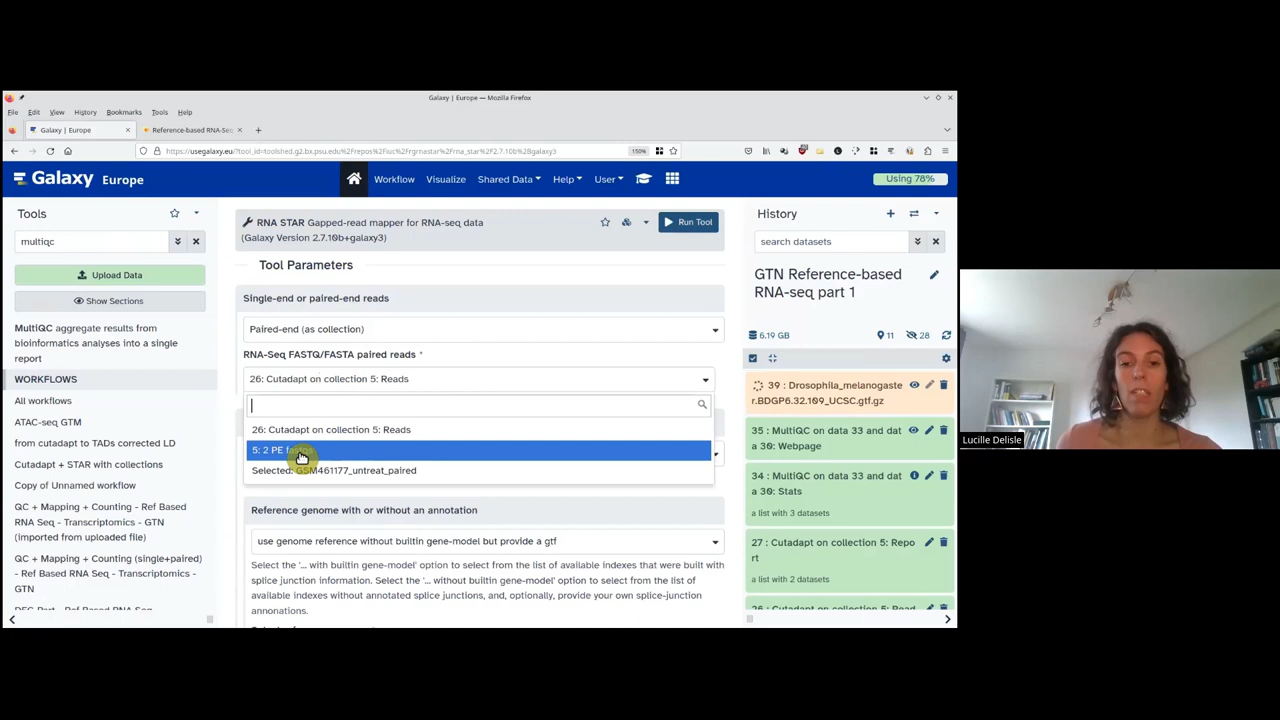 Galaxy | Europe — Mozilla Firefox
File Edit View History Bookmarks Tools Help
Galaxy | Europe
Reference-based RNA-Seq
150%
Galaxy Europe
Workflow Visualize Shared Data Help User
Using 78%
Tools
multiqc
Upload Data
Show Sections
MultiQC aggregate results from
bioinformatics analyses into a single
report
WORKFLOWS
All workflows
ATAC-seq GTM
from cutadapt to TADs corrected LD
Cutadapt + STAR with collections
Copy of Unnamed workflow
QC + Mapping + Counting - Ref Based
RNA Seq - Transcriptomics - GTN
(imported from uploaded file)
QC + Mapping + Counting (single+paired)
- Ref Based RNA Seq - Transcriptomics -
GTN
RNA STAR Gapped-read mapper for RNA-seq data
(Galaxy Version 2.7.10b+galaxy3)
Run Tool
Tool Parameters
Single-end or paired-end reads
Paired-end (as collection)
RNA-Seq FASTQ/FASTA paired reads *
26: Cutadapt on collection 5: Reads
26: Cutadapt on collection 5: Reads
5: 2 PE
Selected: GSM461177_untreat_paired
Reference genome with or without an annotation
use genome reference without builtin gene-model but provide a gtf
Select the '... with builtin gene-model' option to select from the list of available indexes that were built with
splice junction information. Select the '... without builtin gene-model' option to select from the list of
available indexes without annotated splice junctions, and, optionally, provide your own splice-junction
annonations.
History
search datasets
GTN Reference-based
RNA-seq part 1
6.19 GB
11
28
39 : Drosophila_melanogaste
r.BDGP6.32.109_UCSC.gtf.gz
35 : MultiQC on data 33 and dat
a 30: Webpage
34 : MultiQC on data 33 and dat
a 30: Stats
a list with 3 datasets
27 : Cutadapt on collection 5: Repo
rt
a list with 2 datasets
26 : Cutadapt on collection 5: Read
Lucille Delisle